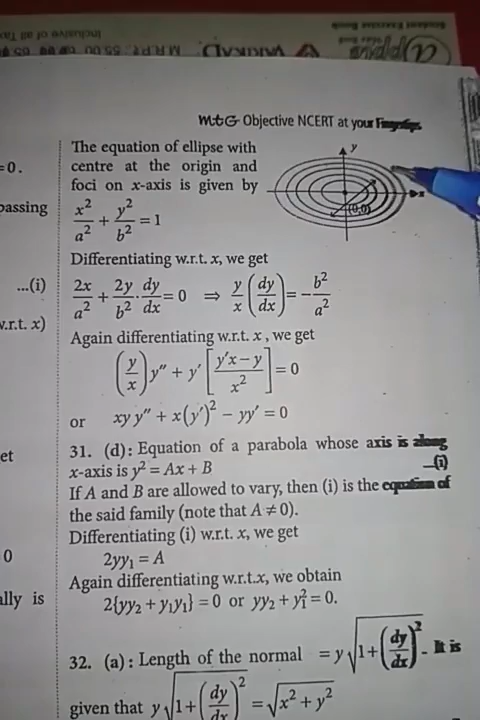 Inclusive of all Tax
M.R.P.₹
MtG Objective NCERT at your Fingertips
=0.
passing
...(i)
w.r.t. x)
et
0
ally is
The equation of ellipse with
centre at the origin and
foci on x-axis is given by
x²/a² + y²/b² = 1
y
x
(0,0)
Differentiating w.r.t. x, we get
2x/a² + 2y/b² · dy/dx = 0 ⇒ y/x (dy/dx) = − b²/a²
Again differentiating w.r.t. x, we get
(y/x) y″ + y′ [(y′x − y)/x²] = 0
or xy y″ + x(y′)² − yy′ = 0
31. (d) : Equation of a parabola whose axis is along
x-axis is y² = Ax + B ...(i)
If A and B are allowed to vary, then (i) is the equation of
the said family (note that A ≠ 0).
Differentiating (i) w.r.t. x, we get
2yy₁ = A
Again differentiating w.r.t.x, we obtain
2{yy₂ + y₁y₁} = 0 or yy₂ + y₁² = 0.
32. (a) : Length of the normal = y√(1+(dy/dx)²). It is
given that y√(1+(dy/dx)²) = √(x² + y²)